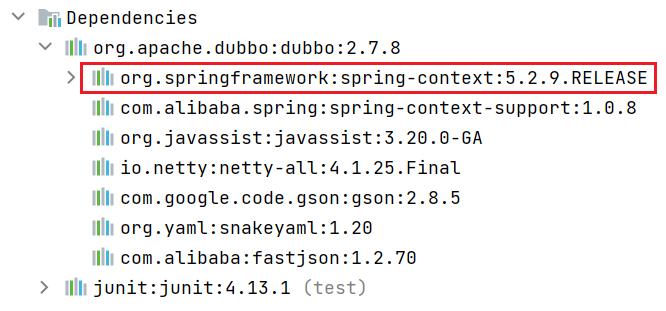 Dependencies
org.apache.dubbo:dubbo:2.7.8
org.springframework:spring-context:5.2.9.RELEASE
com.alibaba.spring:spring-context-support:1.0.8
org.javassist:javassist:3.20.0-GA
io.netty:netty-all:4.1.25.Final
com.google.code.gson:gson:2.8.5
org.yaml:snakeyaml:1.20
com.alibaba:fastjson:1.2.70
junit:junit:4.13.1 (test)